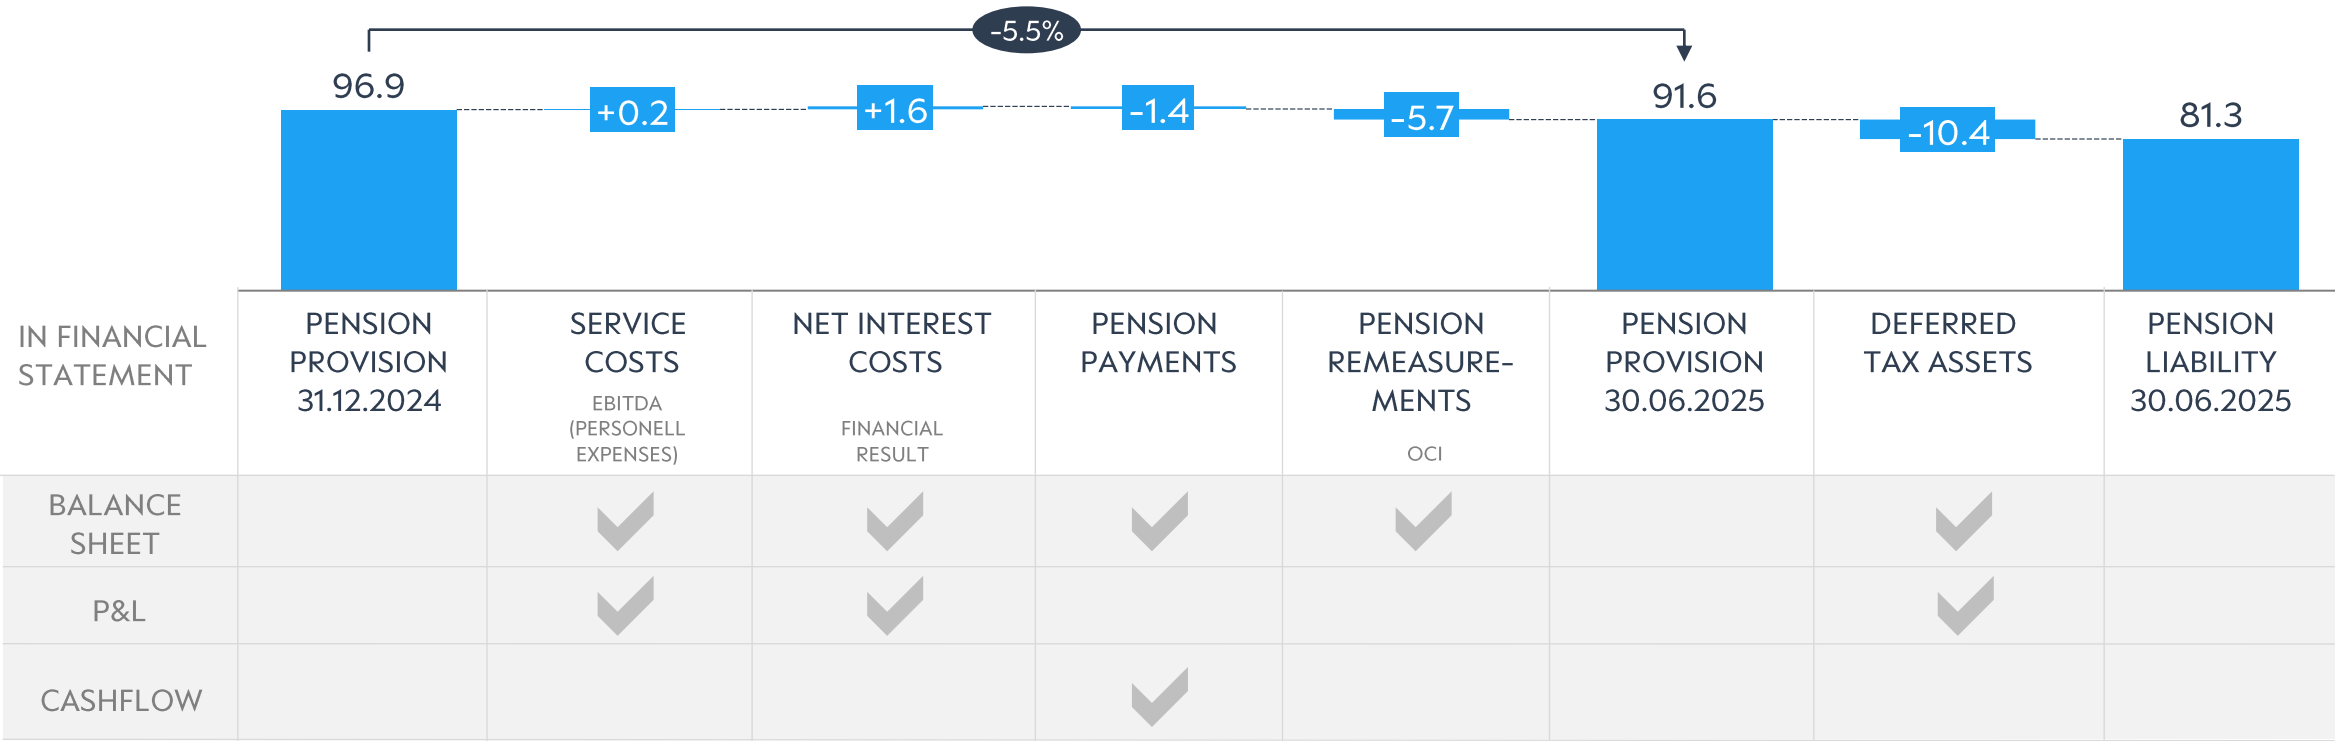 -5.5%
96.9
+0.2
+1.6
-1.4
-5.7
91.6
-10.4
81.3
IN FINANCIAL
STATEMENT
PENSION
PROVISION
31.12.2024
SERVICE
COSTS
EBITDA
(PERSONELL
EXPENSES)
NET INTEREST
COSTS
FINANCIAL
RESULT
PENSION
PAYMENTS
PENSION
REMEASURE-
MENTS
OCI
PENSION
PROVISION
30.06.2025
DEFERRED
TAX ASSETS
PENSION
LIABILITY
30.06.2025
BALANCE
SHEET
P&L
CASHFLOW